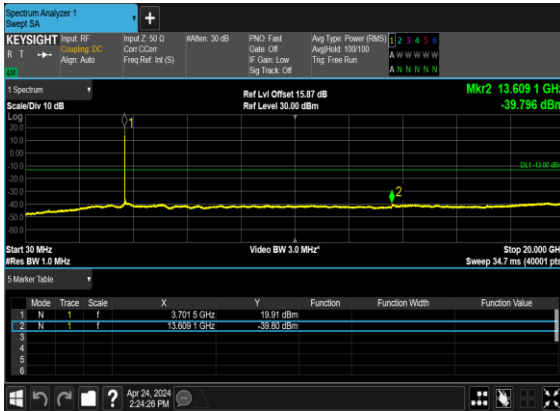 Spectrum Analyzer 1
Swept SA
KEYSIGHT Input: RF Input Z: 50 Ω #Atten: 30 dB PNO: Fast Avg Type: Power (RMS) 1 2 3 4 5 6
R T Coupling: DC Corr CCorr Gate: Off Avg|Hold: 100/100 A W W W W W
Align: Auto Freq Ref: Int (S) IF Gain: Low Trig: Free Run
Sig Track: Off A N N N N N
1 Spectrum Ref Lvl Offset 15.87 dB Mkr2 13.609 1 GHz
Scale/Div 10 dB Ref Level 30.00 dBm -39.796 dBm
Log
1
20.0
10.0
0.00
-10.0
DL1 -13.00 dBm
-20.0
-30.0
2
-40.0
-50.0
-60.0
Start 30 MHz Video BW 3.0 MHz* Stop 20.000 GHz
#Res BW 1.0 MHz Sweep 34.7 ms (40001 pts)
5 Marker Table
Mode Trace Scale X Y Function Function Width Function Value
1 N 1 f 3.701 5 GHz 19.91 dBm
2 N 1 f 13.609 1 GHz -39.80 dBm
3
4
5
6
? Apr 24, 2024
2:24:26 PM